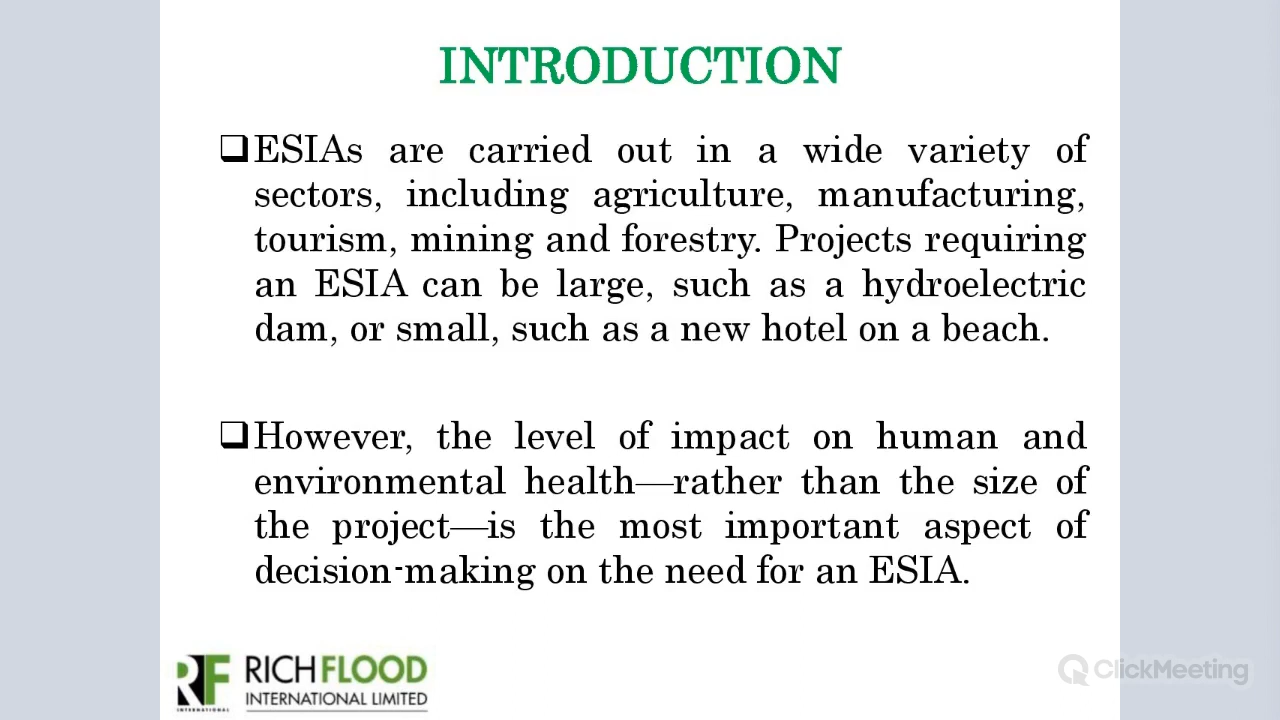 INTRODUCTION
❑ESIAs are carried out in a wide variety of
sectors, including agriculture, manufacturing,
tourism, mining and forestry. Projects requiring
an ESIA can be large, such as a hydroelectric
dam, or small, such as a new hotel on a beach.
❑However, the level of impact on human and
environmental health—rather than the size of
the project—is the most important aspect of
decision-making on the need for an ESIA.
RF
INTERNATIONAL
RICHFLOOD
INTERNATIONAL LIMITED
ClickMeeting